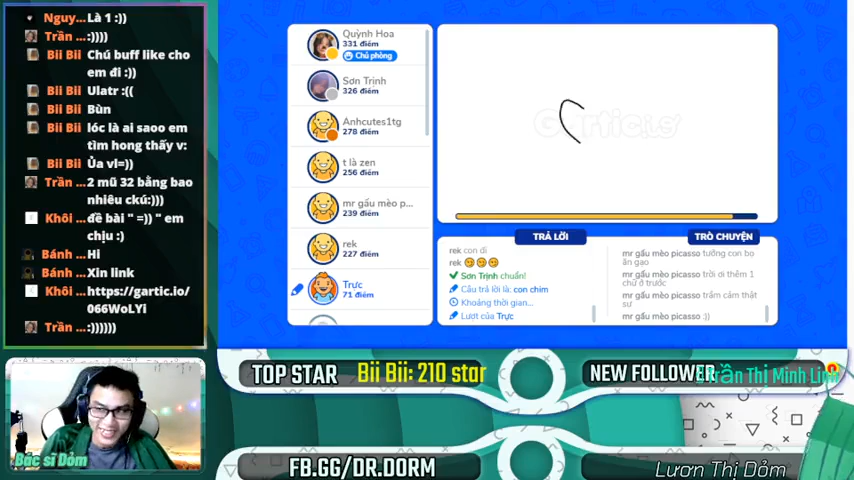 Nguy... Là 1 :))
Trần ... :))))
Bii Bii Chú buff like cho
em đi :))
Bii Bii Ulatr :((
Bii Bii Bùn
Bii Bii lóc là ai saoo em
tìm hong thấy v:
Bii Bii Ủa vl=))
Trần ... 2 mũ 32 bằng bao
nhiêu ckú:)))
Khôi ... đề bài " =)) " em
chịu :)
Bánh... Hi
Bánh... Xin link
Khôi ... https://gartic.io/
066WoLYi
Trần ... :))))))
Bác sĩ Dỏm
Quỳnh Hoa
331 điểm
Chủ phòng
Sơn Trịnh
326 điểm
Anhcutes1tg
278 điểm
t là zen
256 điểm
mr gấu mèo p...
239 điểm
rek
227 điểm
Trực
71 điểm
Gartic.io
TRẢ LỜI
rek con di
rek
Sơn Trịnh chuẩn!
Câu trả lời là: con chim
Khoảng thời gian...
Lượt của Trực
TRÒ CHUYỆN
mr gấu mèo picasso tưởng con bọ
ăn gạo
mr gấu mèo picasso trời ơi thêm 1
chữ ở trước
mr gấu mèo picasso trầm cảm thật
sự
mr gấu mèo picasso :))
TOP STAR
Bii Bii: 210 star
NEW FOLLOWER
Trần Thị Minh
FB.GG/DR.DORM
Lươn Thị Dỏm